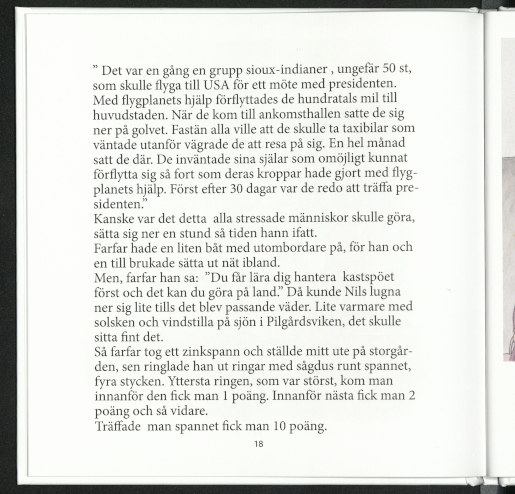 ” Det var en gång en grupp sioux-indianer , ungefär 50 st,
som skulle flyga till USA för ett möte med presidenten.
Med flygplanets hjälp förflyttades de hundratals mil till
huvudstaden. När de kom till ankomsthallen satte de sig
ner på golvet. Fastän alla ville att de skulle ta taxibilar som
väntade utanför vägrade de att resa på sig. En hel månad
satt de där. De inväntade sina själar som omöjligt kunnat
förflytta sig så fort som deras kroppar hade gjort med flyg-
planets hjälp. Först efter 30 dagar var de redo att träffa pre-
sidenten.”
Kanske var det detta  alla stressade människor skulle göra,
sätta sig ner en stund så tiden hann ifatt.
Farfar hade en liten båt med utombordare på, för han och
en till brukade sätta ut nät ibland.
Men, farfar han sa:  ”Du får lära dig hantera  kastspöet
först och det kan du göra på land.” Då kunde Nils lugna
ner sig lite tills det blev passande väder. Lite varmare med
solsken och vindstilla på sjön i Pilgårdsviken, det skulle
sitta fint det.
Så farfar tog ett zinkspann och ställde mitt ute på storgår-
den, sen ringlade han ut ringar med sågdus runt spannet,
fyra stycken. Yttersta ringen, som var störst, kom man
innanför den fick man 1 poäng. Innanför nästa fick man 2
poäng och så vidare.
Träffade  man spannet fick man 10 poäng.
18